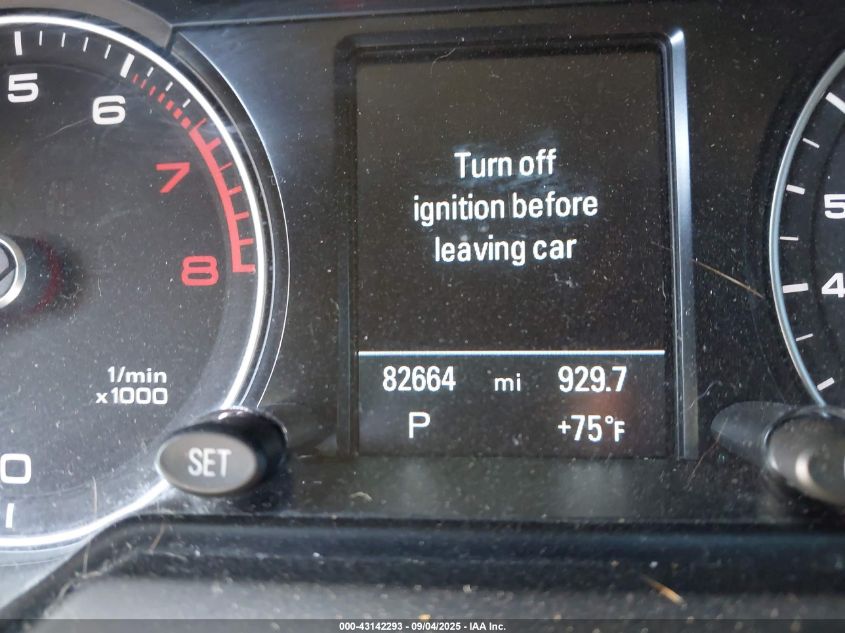 5
6
7
8
1/min
x1000
0
SET
Turn off
ignition before
leaving car
82664 mi 929.7
P +75°F
5
4
000-43142293 - 09/04/2025 - IAA Inc.